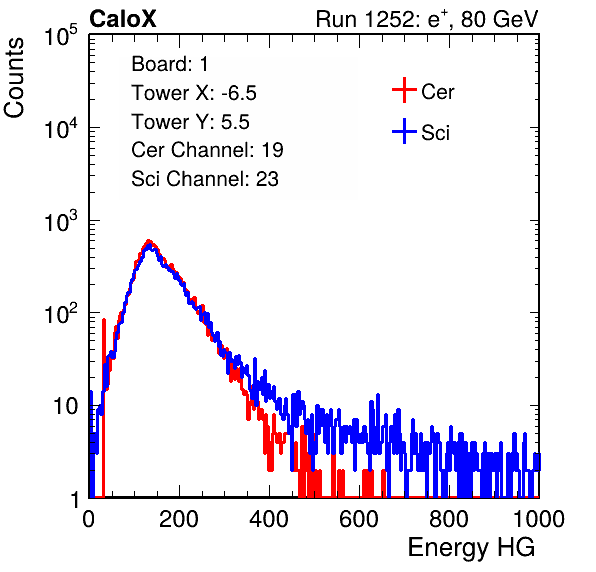 CaloX Run 1252: e⁺, 80 GeV
Counts
10⁵
10⁴
10³
10²
10
1
Board: 1
Tower X: -6.5
Tower Y: 5.5
Cer Channel: 19
Sci Channel: 23
Cer
Sci
0 200 400 600 800 1000
Energy HG